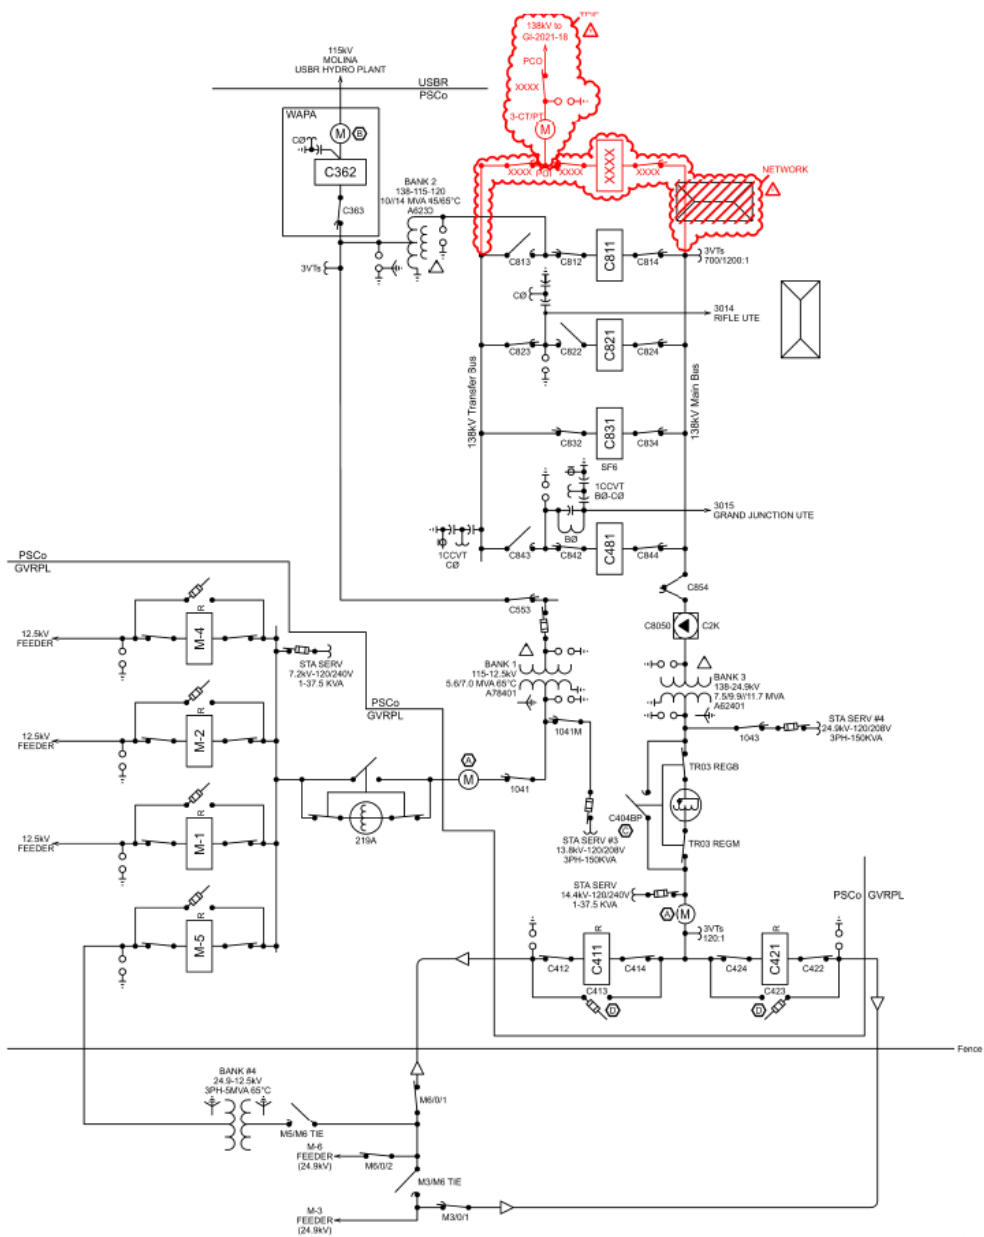 138kV to
GI-2021-18
PCO
XXXX
3-CT/PT
M
115kV
MOLINA
USBR HYDRO PLANT
USBR
PSCo
WAPA
M
B
CØ
C362
C363
BANK 2
138-115-120
10//14 MVA 45/65°C
3VTs
XXXX
POI
XXXX
XXXX
XXXX
NETWORK
C813
C812
C811
C814
3VTs
700/1200:1
CØ
3014
RIFLE UTE
C823
C822
C821
C824
138kV Transfer Bus
138kV Main Bus
C832
C831
C834
SF6
1CCVT
BØ-CØ
3015
GRAND JUNCTION UTE
1CCVT
CØ
BØ
C843
C842
C481
C844
PSCo
GVRPL
C854
C8050
C2K
C553
12.5kV
FEEDER
R
M-4
STA SERV
7.2kV-120/240V
1-37.5 KVA
BANK 1
115-12.5kV
5.6/7.0 MVA 65°C
A78401
BANK 3
138-24.9kV
7.5/9.9//11.7 MVA
A62401
PSCo
GVRPL
12.5kV
FEEDER
R
M-2
1041M
1043
STA SERV #4
24.9kV-120/208V
3PH-150KVA
A
M
1041
TR03 REGB
219A
C404BP
C
12.5kV
FEEDER
R
M-1
STA SERV #3
13.8kV-120/208V
3PH-150KVA
TR03 REGM
STA SERV
14.4kV-120/240V
1-37.5 KVA
A
M
PSCo
GVRPL
R
M-5
3VTs
120:1
C412
C411
R
C414
C424
C421
R
C422
C413
D
C423
D
Fence
BANK #4
24.9-12.5kV
3PH-5MVA 65°C
M6/0/1
M5/M6 TIE
M-6
FEEDER
(24.9kV)
M6/0/2
M3/M6 TIE
M-3
FEEDER
(24.9kV)
M3/0/1